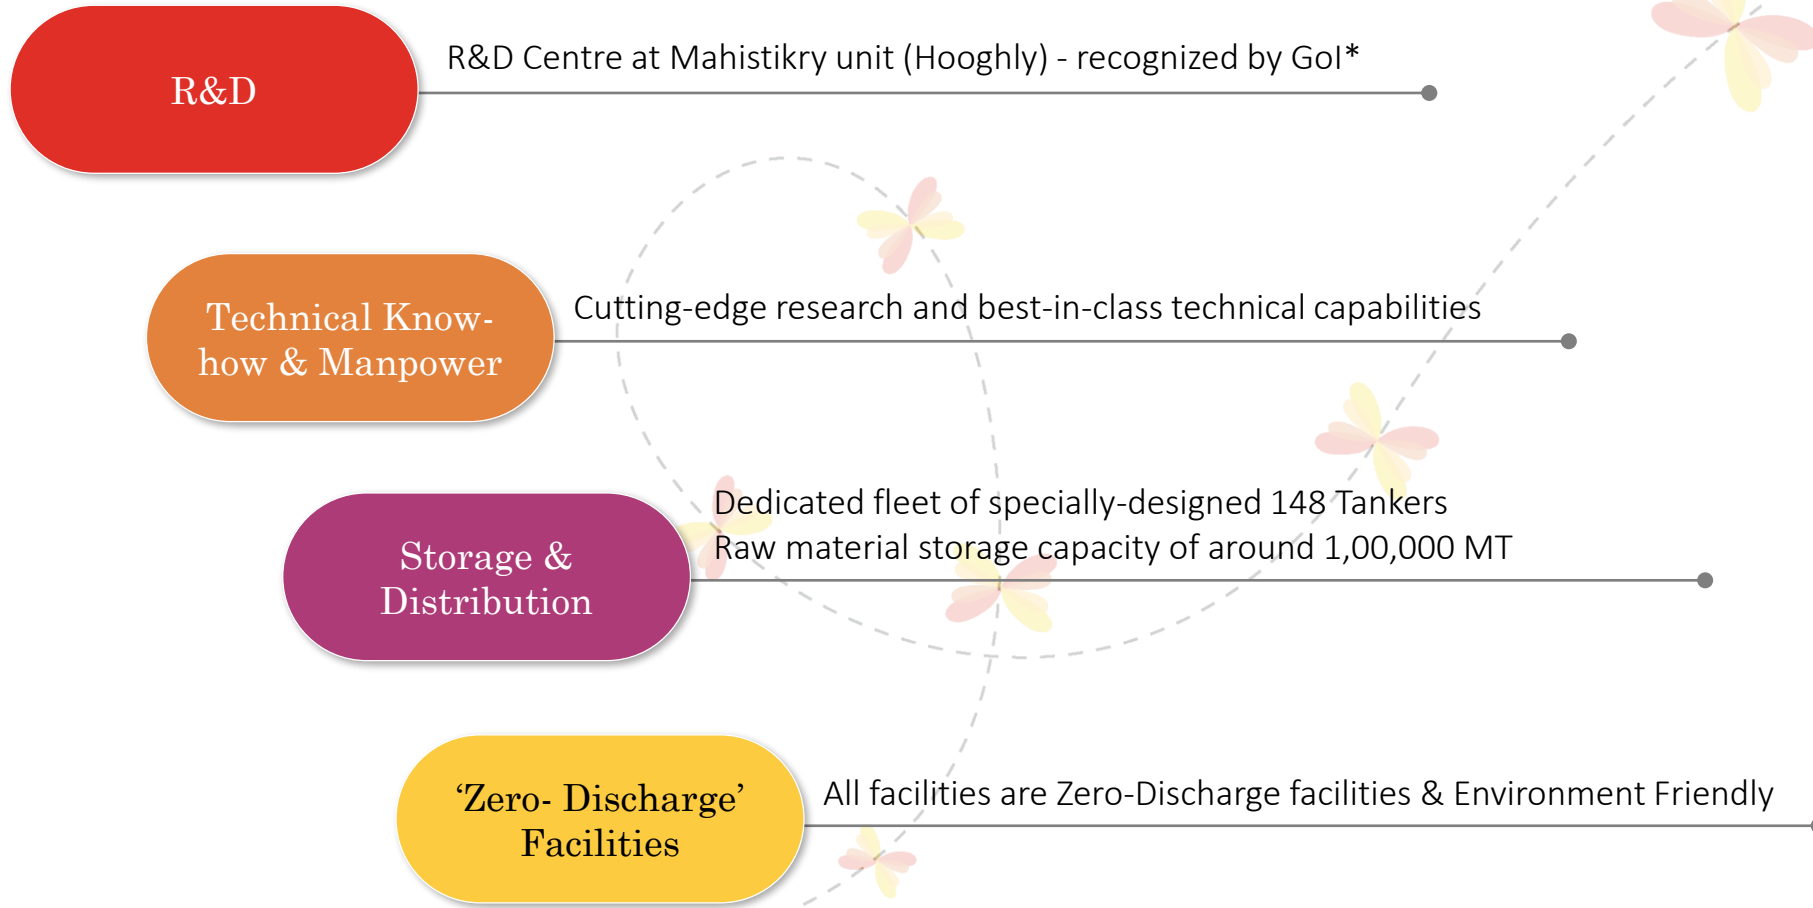 R&D
R&D Centre at Mahistikry unit (Hooghly) - recognized by GoI*
Technical Know-
how & Manpower
Cutting-edge research and best-in-class technical capabilities
Storage &
Distribution
Dedicated fleet of specially-designed 148 Tankers
Raw material storage capacity of around 1,00,000 MT
‘Zero- Discharge’
Facilities
All facilities are Zero-Discharge facilities & Environment Friendly